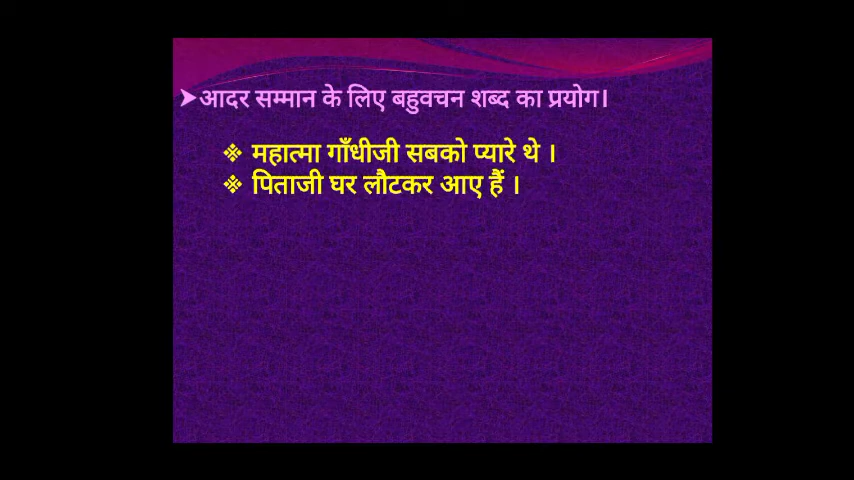 ➤आदर सम्मान के लिए बहुवचन शब्द का प्रयोग।
❖ महात्मा गाँधीजी सबको प्यारे थे ।
❖ पिताजी घर लौटकर आए हैं ।